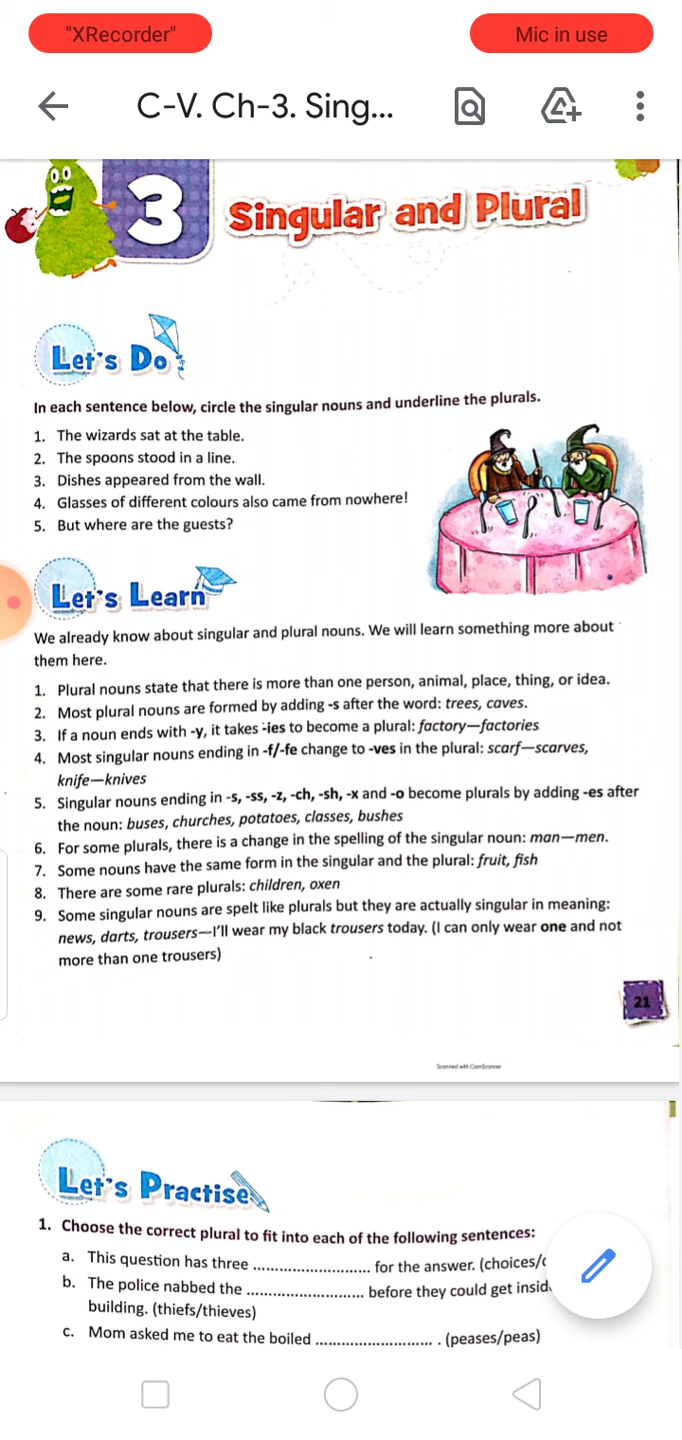 "XRecorder"
Mic in use
C-V. Ch-3. Sing...
3
Singular and Plural
Let's Do
In each sentence below, circle the singular nouns and underline the plurals.
1. The wizards sat at the table.
2. The spoons stood in a line.
3. Dishes appeared from the wall.
4. Glasses of different colours also came from nowhere!
5. But where are the guests?
Let's Learn
We already know about singular and plural nouns. We will learn something more about
them here.
1. Plural nouns state that there is more than one person, animal, place, thing, or idea.
2. Most plural nouns are formed by adding -s after the word: trees, caves.
3. If a noun ends with -y, it takes -ies to become a plural: factory—factories
4. Most singular nouns ending in -f/-fe change to -ves in the plural: scarf—scarves,
knife—knives
5. Singular nouns ending in -s, -ss, -z, -ch, -sh, -x and -o become plurals by adding -es after
the noun: buses, churches, potatoes, classes, bushes
6. For some plurals, there is a change in the spelling of the singular noun: man—men.
7. Some nouns have the same form in the singular and the plural: fruit, fish
8. There are some rare plurals: children, oxen
9. Some singular nouns are spelt like plurals but they are actually singular in meaning:
news, darts, trousers—I'll wear my black trousers today. (I can only wear one and not
more than one trousers)
21
Scanned with CamScanner
Let's Practise
1. Choose the correct plural to fit into each of the following sentences:
a. This question has three ............................ for the answer. (choices/
b. The police nabbed the ............................ before they could get insid
building. (thiefs/thieves)
c. Mom asked me to eat the boiled ............................ . (peases/peas)